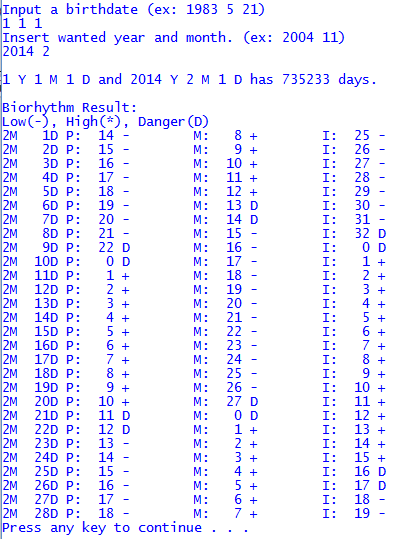 Input a birthdate (ex: 1983 5 21)
1 1 1
Insert wanted year and month. (ex: 2004 11)
2014 2
1 Y 1 M 1 D and 2014 Y 2 M 1 D has 735233 days.
Biorhythm Result:
Low(-), High(*), Danger(D)
2M 1D P: 14 - M: 8 + I: 25 -
2M 2D P: 15 - M: 9 + I: 26 -
2M 3D P: 16 - M: 10 + I: 27 -
2M 4D P: 17 - M: 11 + I: 28 -
2M 5D P: 18 - M: 12 + I: 29 -
2M 6D P: 19 - M: 13 D I: 30 -
2M 7D P: 20 - M: 14 D I: 31 -
2M 8D P: 21 - M: 15 - I: 32 D
2M 9D P: 22 D M: 16 - I: 0 D
2M 10D P: 0 D M: 17 - I: 1 +
2M 11D P: 1 + M: 18 - I: 2 +
2M 12D P: 2 + M: 19 - I: 3 +
2M 13D P: 3 + M: 20 - I: 4 +
2M 14D P: 4 + M: 21 - I: 5 +
2M 15D P: 5 + M: 22 - I: 6 +
2M 16D P: 6 + M: 23 - I: 7 +
2M 17D P: 7 + M: 24 - I: 8 +
2M 18D P: 8 + M: 25 - I: 9 +
2M 19D P: 9 + M: 26 - I: 10 +
2M 20D P: 10 + M: 27 D I: 11 +
2M 21D P: 11 D M: 0 D I: 12 +
2M 22D P: 12 D M: 1 + I: 13 +
2M 23D P: 13 - M: 2 + I: 14 +
2M 24D P: 14 - M: 3 + I: 15 +
2M 25D P: 15 - M: 4 + I: 16 D
2M 26D P: 16 - M: 5 + I: 17 D
2M 27D P: 17 - M: 6 + I: 18 -
2M 28D P: 18 - M: 7 + I: 19 -
Press any key to continue . . .